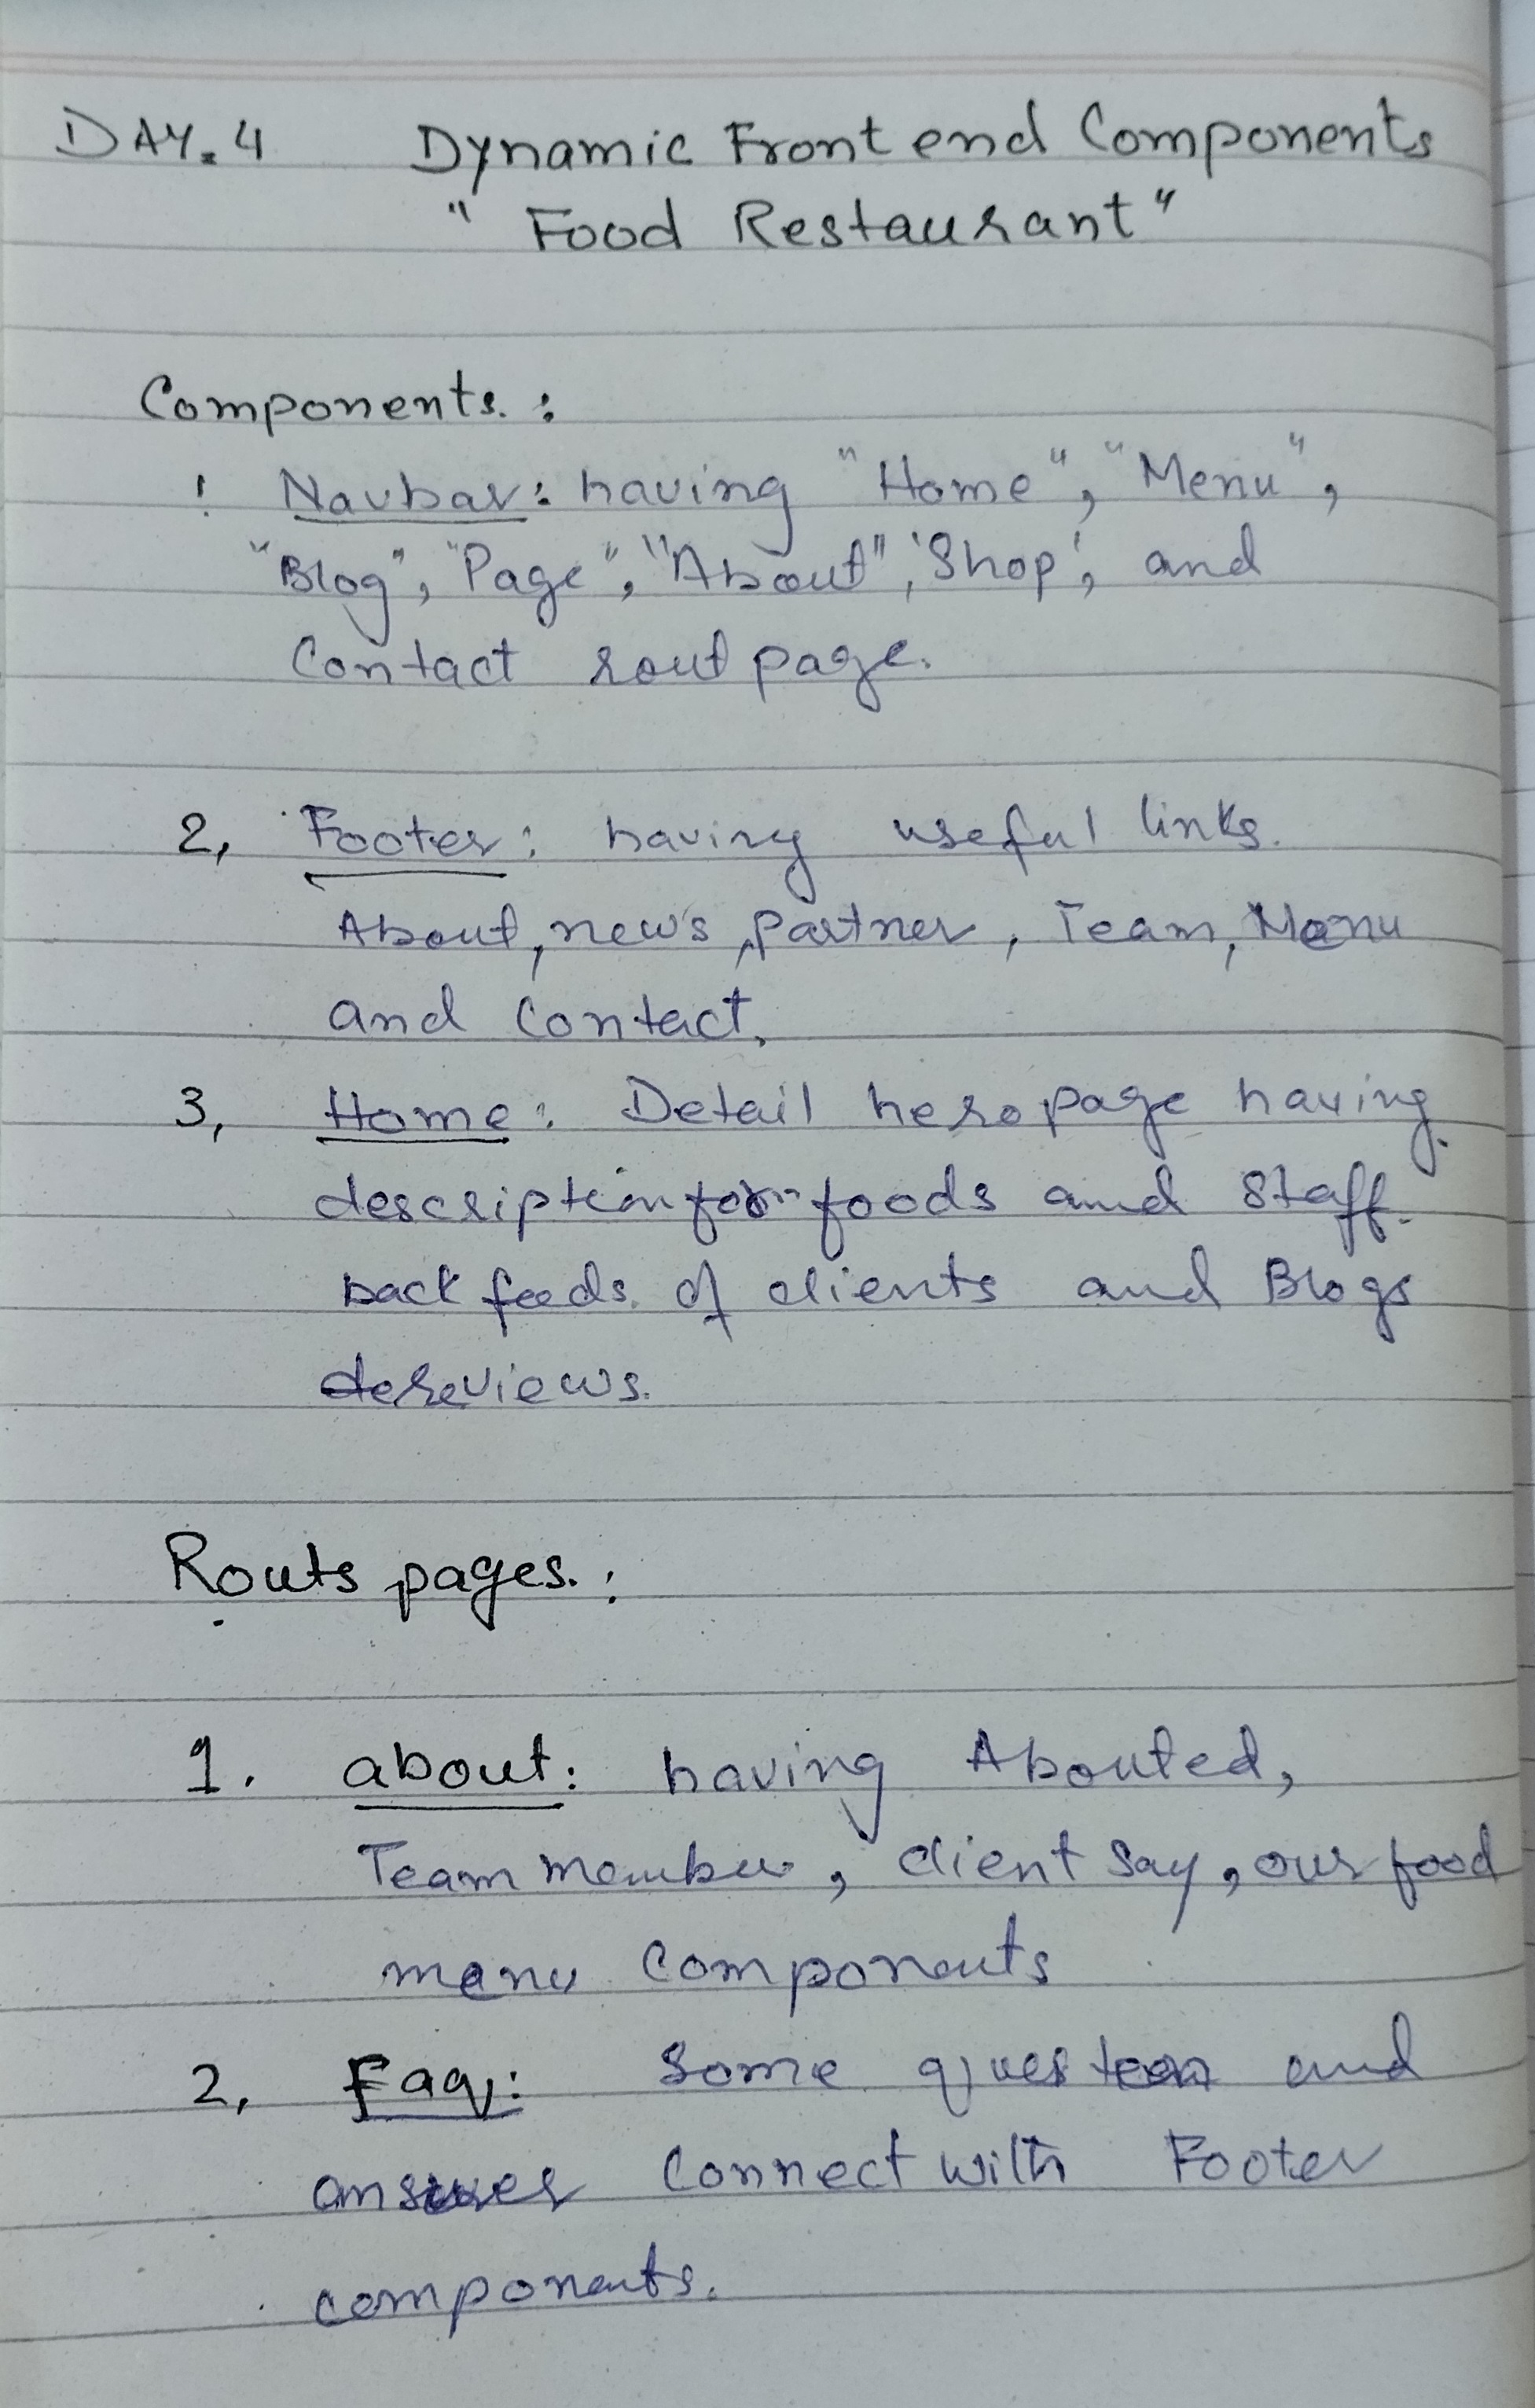 DAY.4 Dynamic Front end Components
" Food Restaurant "
Components. :
! Navbar: having "Home", "Menu",
"Blog", "Page", "About", 'Shop', and
Contact rout page.
2, Footer: having useful links.
About, news, partner, Team, Menu
and contact.
3, Home: Detail hero page having
description for foods and staff.
back feeds of clients and Blogs
dereviews.
Routs pages. :
1. about: having Abouted,
Team member, client say, our food
menu components
2, Faq: Some question and
answer connect with Footer
components.